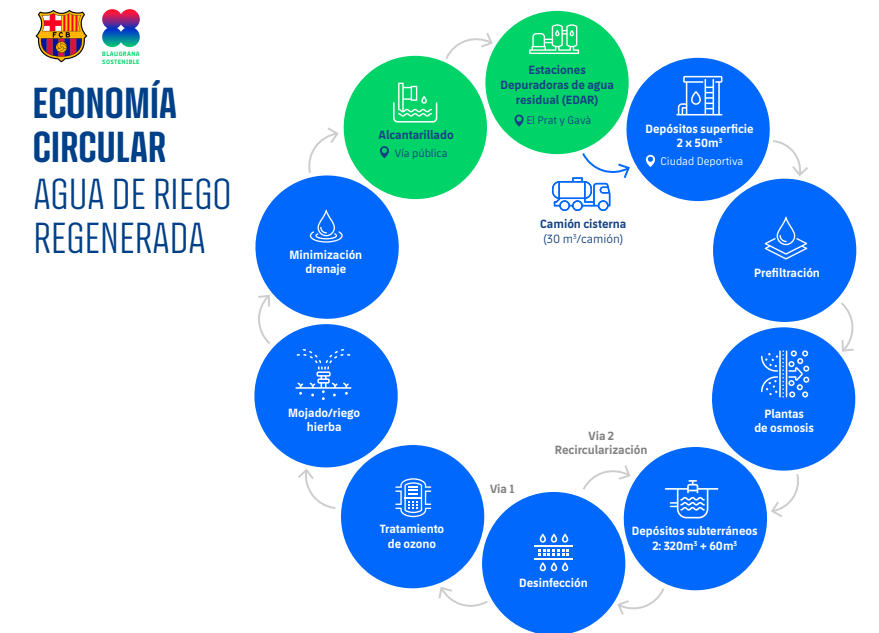 FCB
BLAUGRANA
SOSTENIBLE
ECONOMÍA
CIRCULAR
AGUA DE RIEGO
REGENERADA
Estaciones
Depuradoras de agua
residual (EDAR)
El Prat y Gavà
Depósitos superficie
2 x 50m³
Ciudad Deportiva
Camión cisterna
(30 m³/camión)
Prefiltración
Plantas
de osmosis
Depósitos subterráneos
2: 320m³ + 60m³
Via 2
Recircularización
Desinfección
Via 1
Tratamiento
de ozono
Mojado/riego
hierba
Minimización
drenaje
Alcantarillado
Vía pública